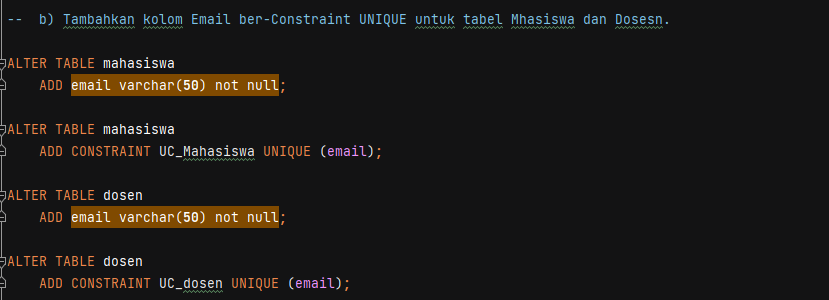 --  b) Tambahkan kolom Email ber-Constraint UNIQUE untuk tabel Mhasiswa dan Dosesn.
ALTER TABLE mahasiswa
    ADD email varchar(50) not null;
ALTER TABLE mahasiswa
    ADD CONSTRAINT UC_Mahasiswa UNIQUE (email);
ALTER TABLE dosen
    ADD email varchar(50) not null;
ALTER TABLE dosen
    ADD CONSTRAINT UC_dosen UNIQUE (email);